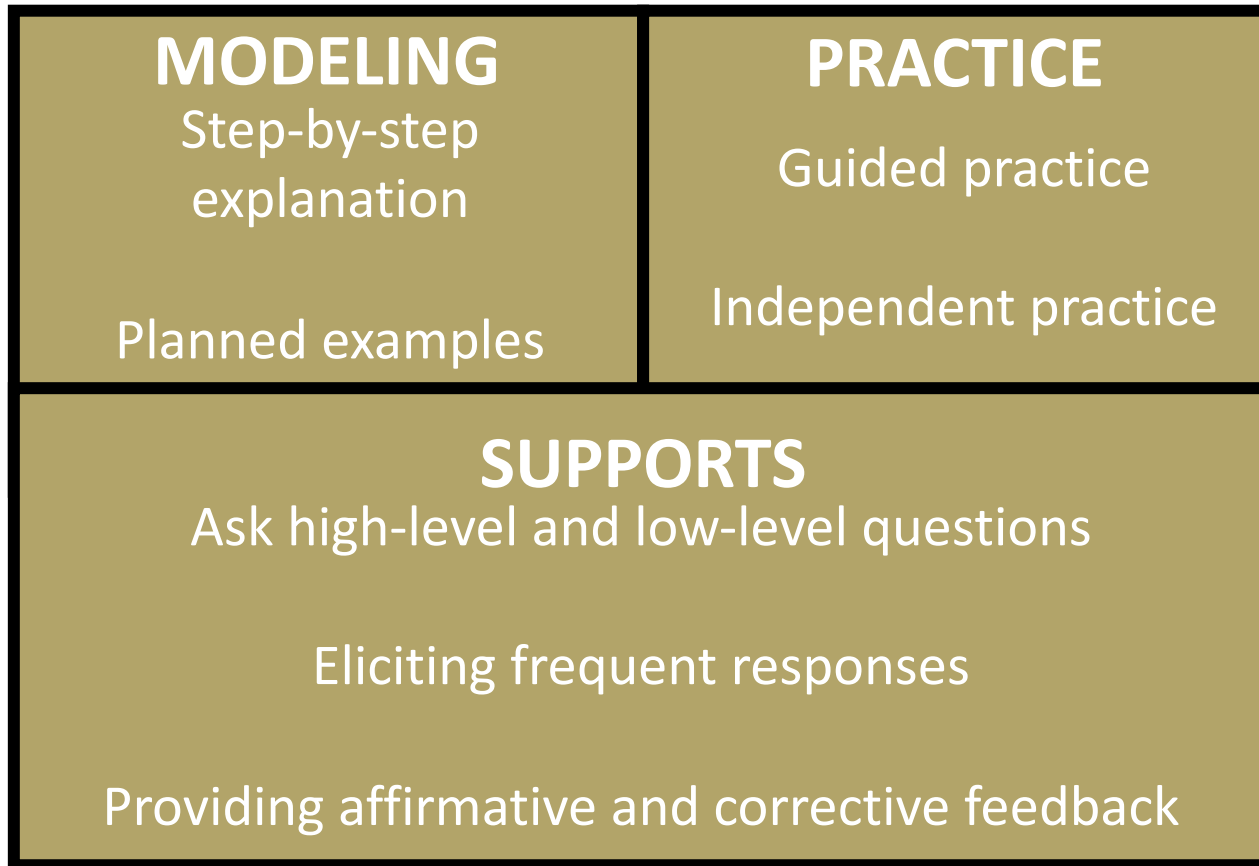 MODELING
Step-by-step
explanation
Planned examples
PRACTICE
Guided practice
Independent practice
SUPPORTS
Ask high-level and low-level questions
Eliciting frequent responses
Providing affirmative and corrective feedback